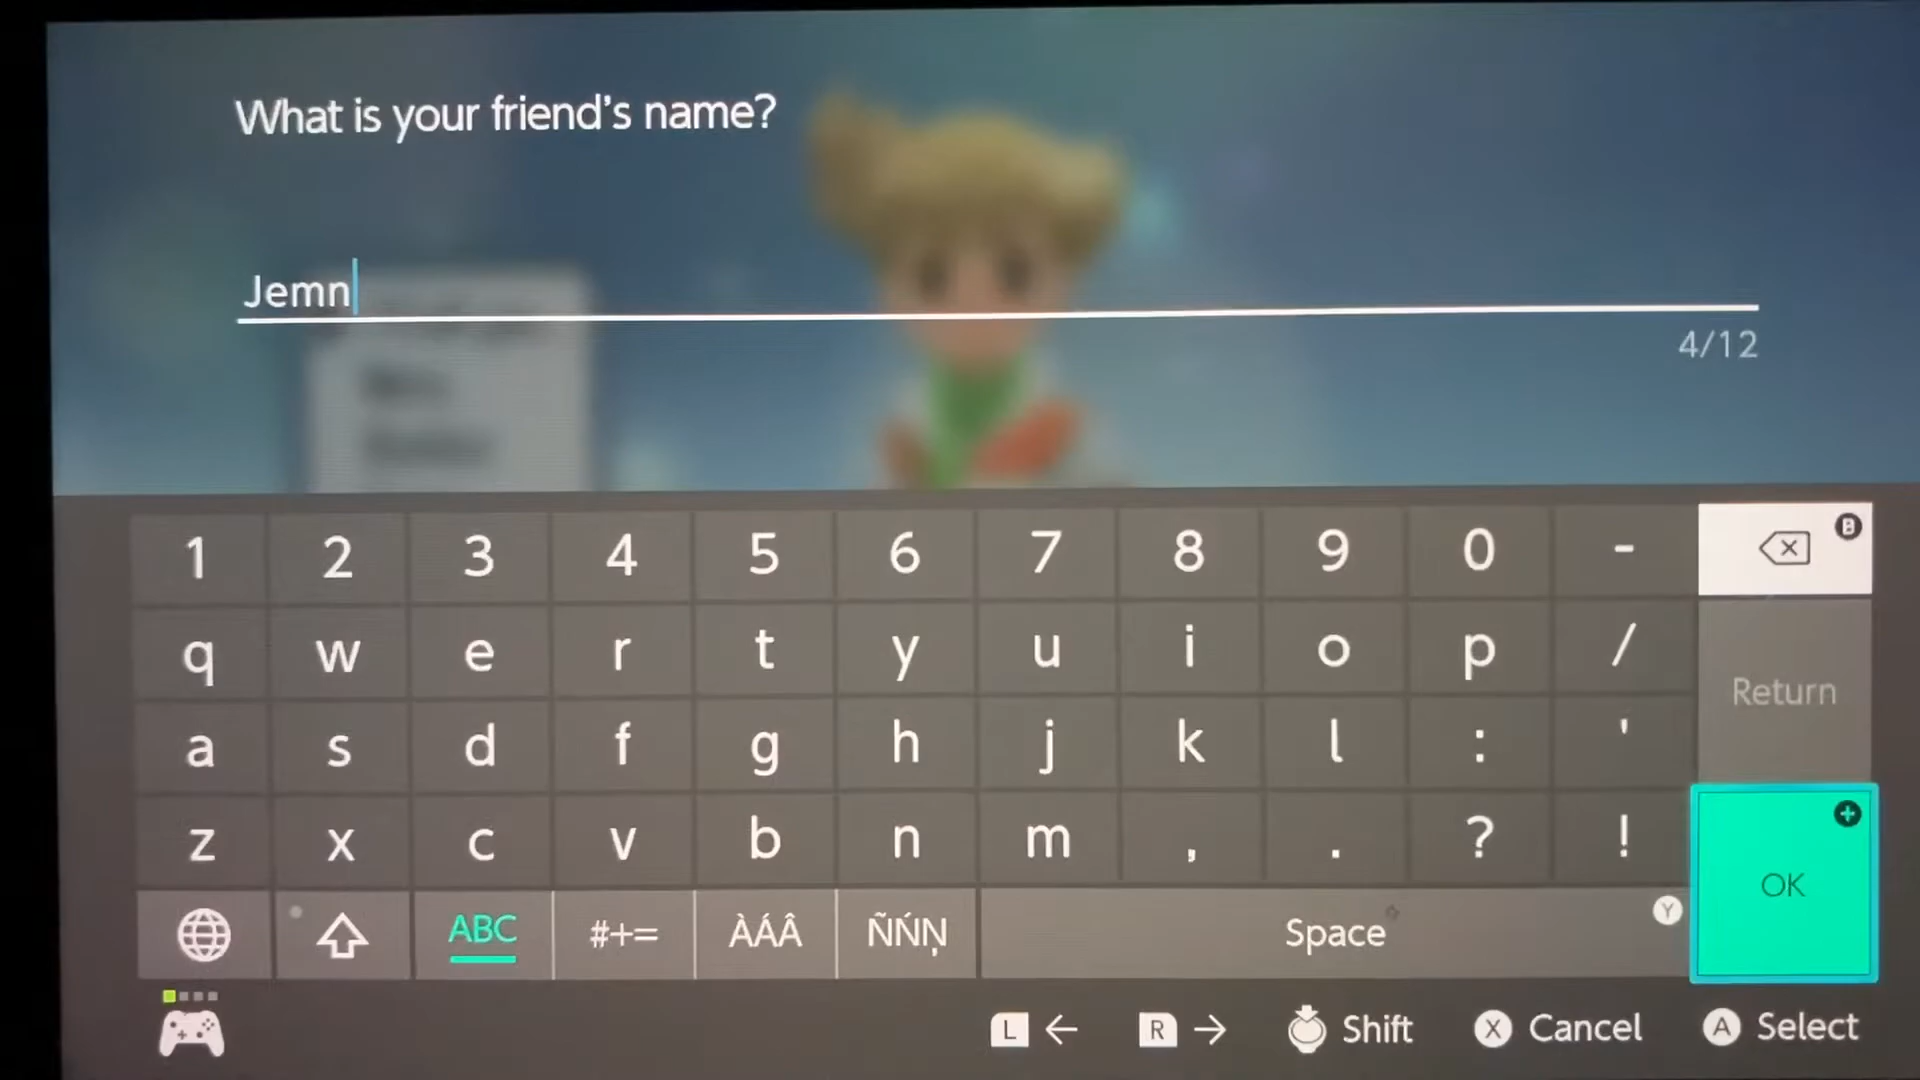 What is your friend's name?
Jemn
4/12
1 2 3 4 5 6 7 8 9 0 - B
q w e r t y u i o p / Return
a s d f g h j k l : '
z x c v b n m , . ? ! + OK
ABC #+= ÀÁÂ ÑŃŅ Space Y
L ← R → Shift X Cancel A Select